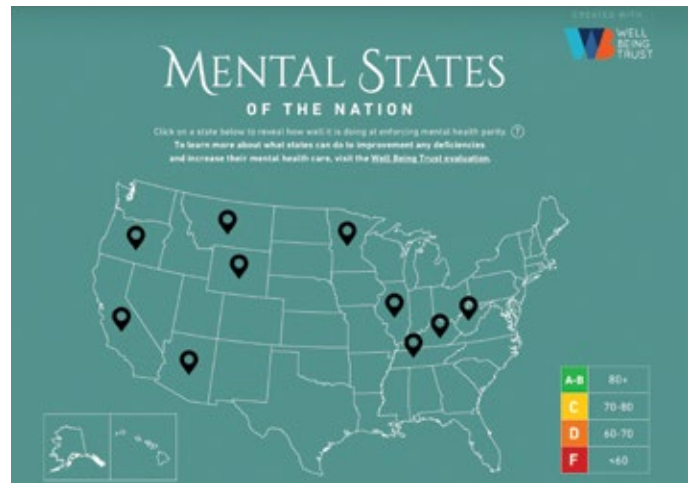 CREATED WITH
WELL
BEING
TRUST
MENTAL STATES
OF THE NATION
Click on a state below to reveal how well it is doing at enforcing mental health parity. ?
To learn more about what states can do to improvement any deficiencies
and increase their mental health care, visit the Well Being Trust evaluation.
A-B 80+
C 70-80
D 60-70
F <60